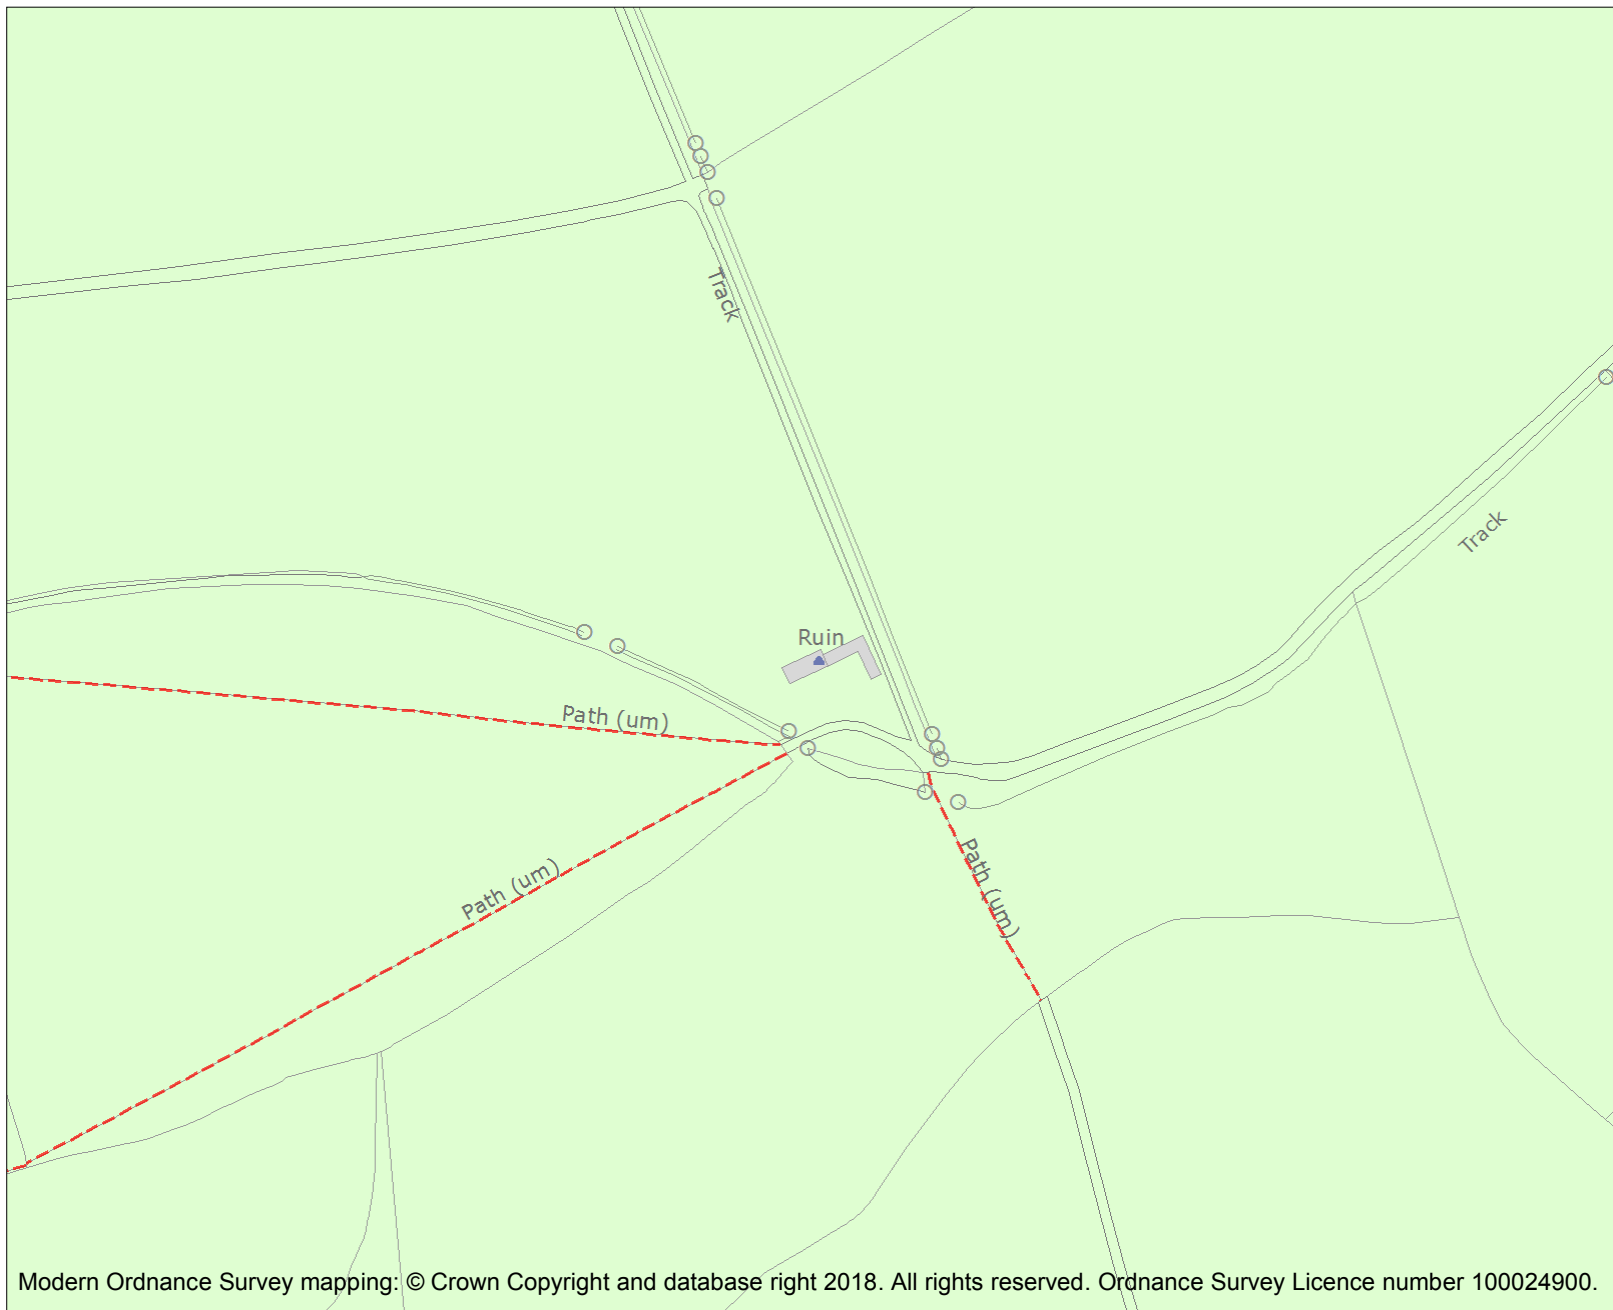 Track
Track
Ruin
Path (um)
Path (um)
Path (um)
Modern Ordnance Survey mapping: © Crown Copyright and database right 2018. All rights reserved. Ordnance Survey Licence number 100024900.